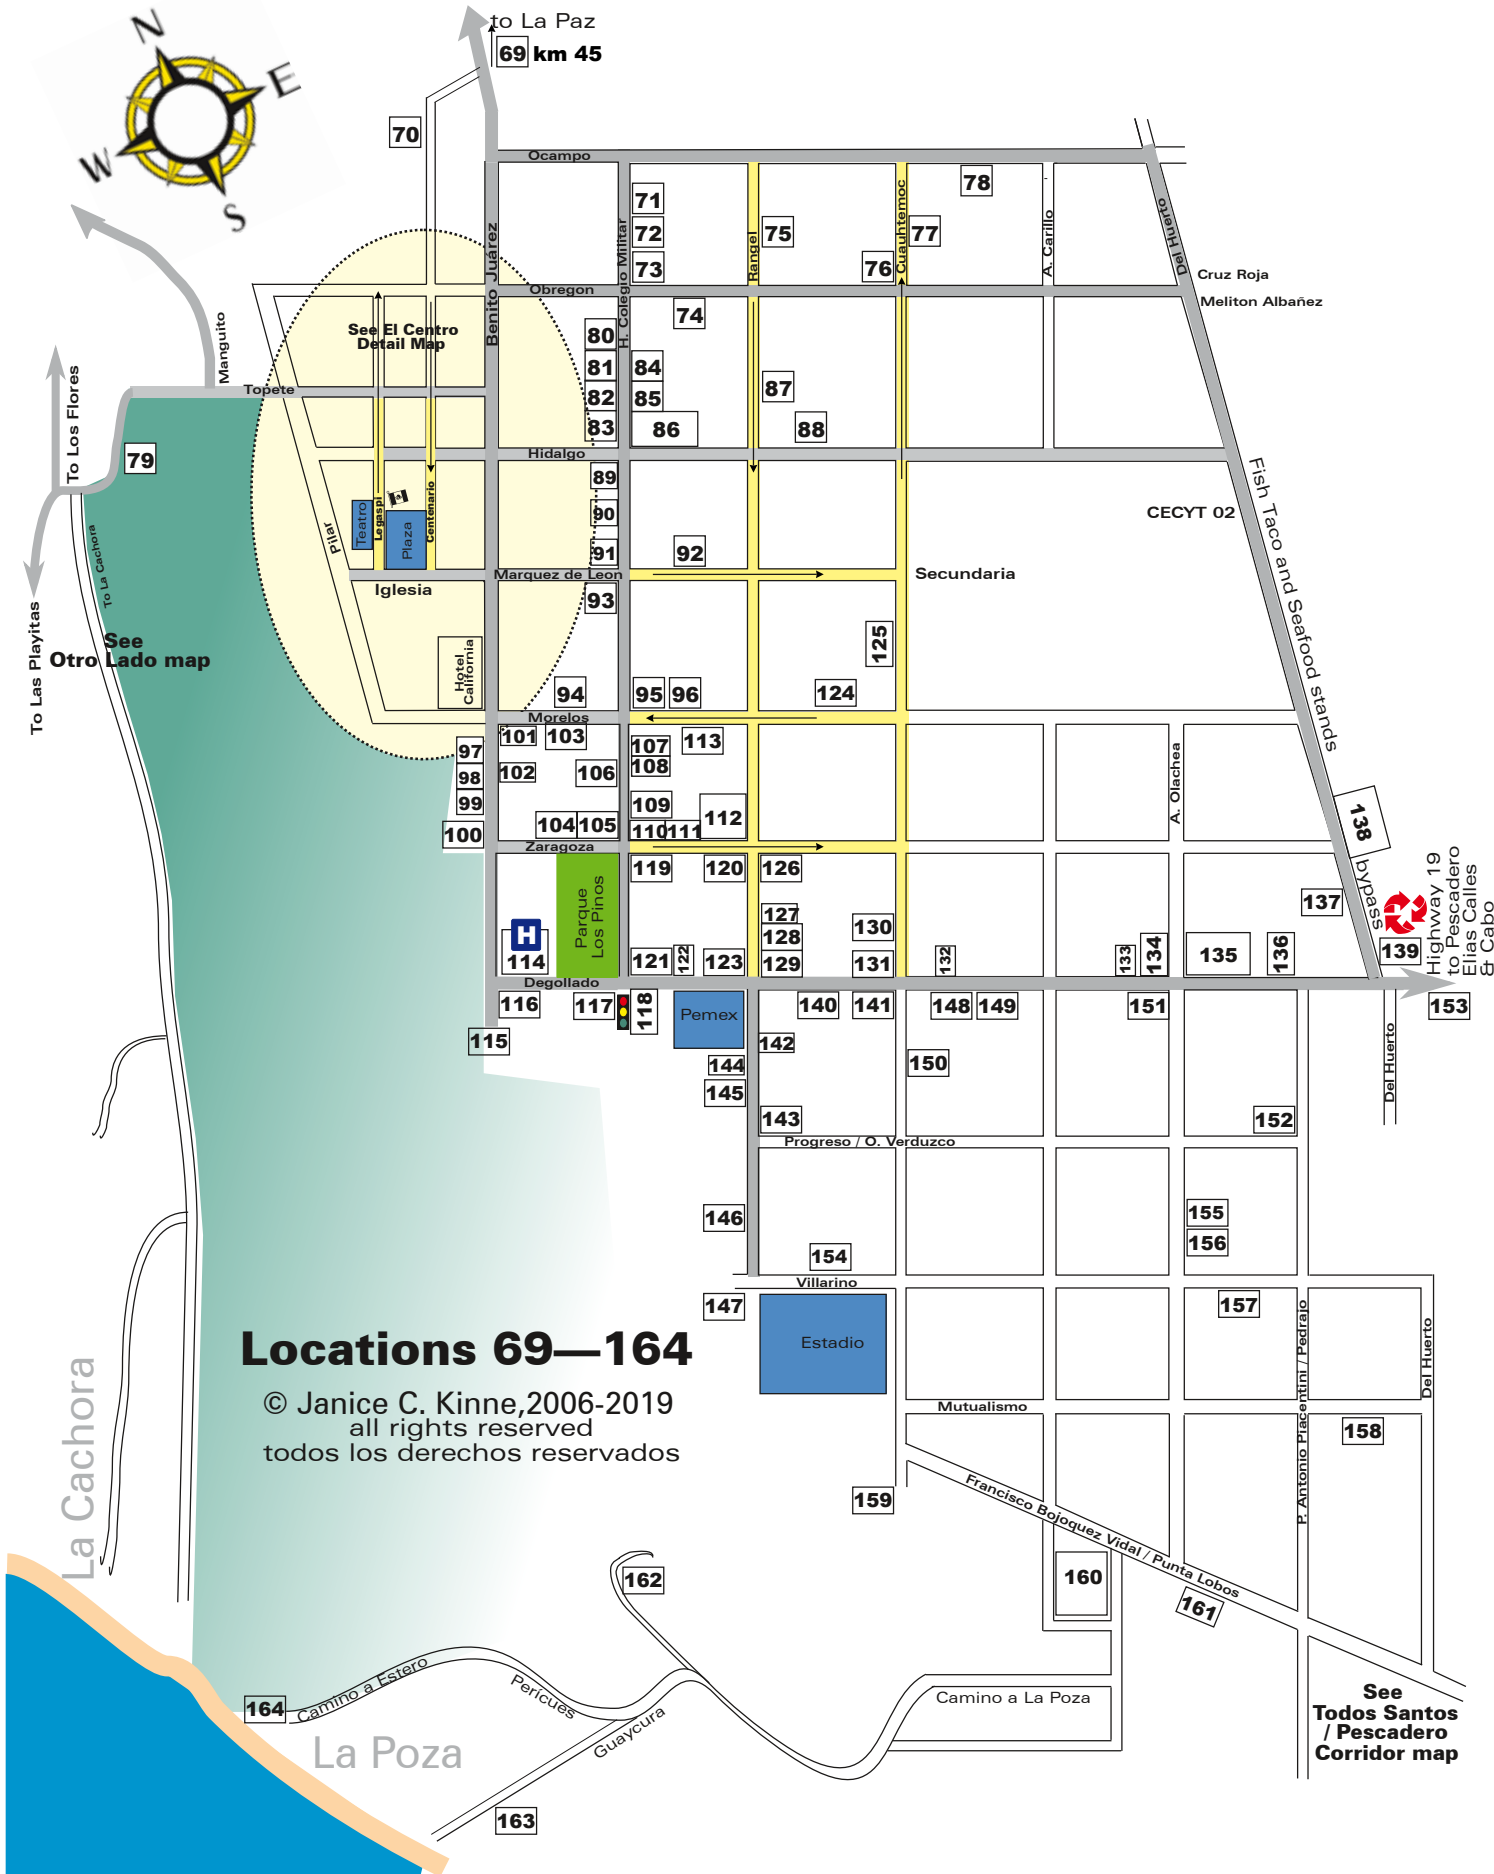 to La Paz
69 km 45
N
E
W
S
70
Ocampo
71
72
73
74
75
76
77
78
Benito Juárez
H. Colegio Militar
Rangel
Cuauhtemoc
A. Carillo
Del Huerto
Cruz Roja
Meliton Albañez
Obregon
See El Centro
Detail Map
Manguito
Topete
To Los Flores
79
80
81
82
83
84
85
86
87
88
Hidalgo
89
90
91
92
93
Teatro
Legaspi
Plaza
Centenario
Pilar
Iglesia
Marquez de Leon
Secundaria
CECYT 02
Fish Taco and Seafood stands
To La Cachora
To Las Playitas
See
Otro Lado map
Hotel
California
94
95
96
124
125
Morelos
97
98
99
100
101
102
103
104
105
106
107
108
109
110
111
112
113
A. Olachea
138
bypass
Zaragoza
Parque
Los Pinos
H
114
119
120
121
122
123
126
127
128
129
130
131
132
133
134
135
136
137
139
Highway 19
to Pescadero
Elias Calles
& Cabo
Degollado
115
116
117
118
Pemex
140
141
142
143
144
145
146
147
148
149
150
151
152
153
Del Huerto
Progreso / O. Verduzco
154
155
156
157
Villarino
Estadio
P. Antonio Piacentini / Pedrajo
Del Huerto
Locations 69—164
© Janice C. Kinne,2006-2019
all rights reserved
todos los derechos reservados
Mutualismo
158
159
Francisco Bojoquez Vidal / Punta Lobos
160
161
La Cachora
162
164
Camino a Estero
Perícues
Guaycura
Camino a La Poza
La Poza
163
See
Todos Santos
/ Pescadero
Corridor map